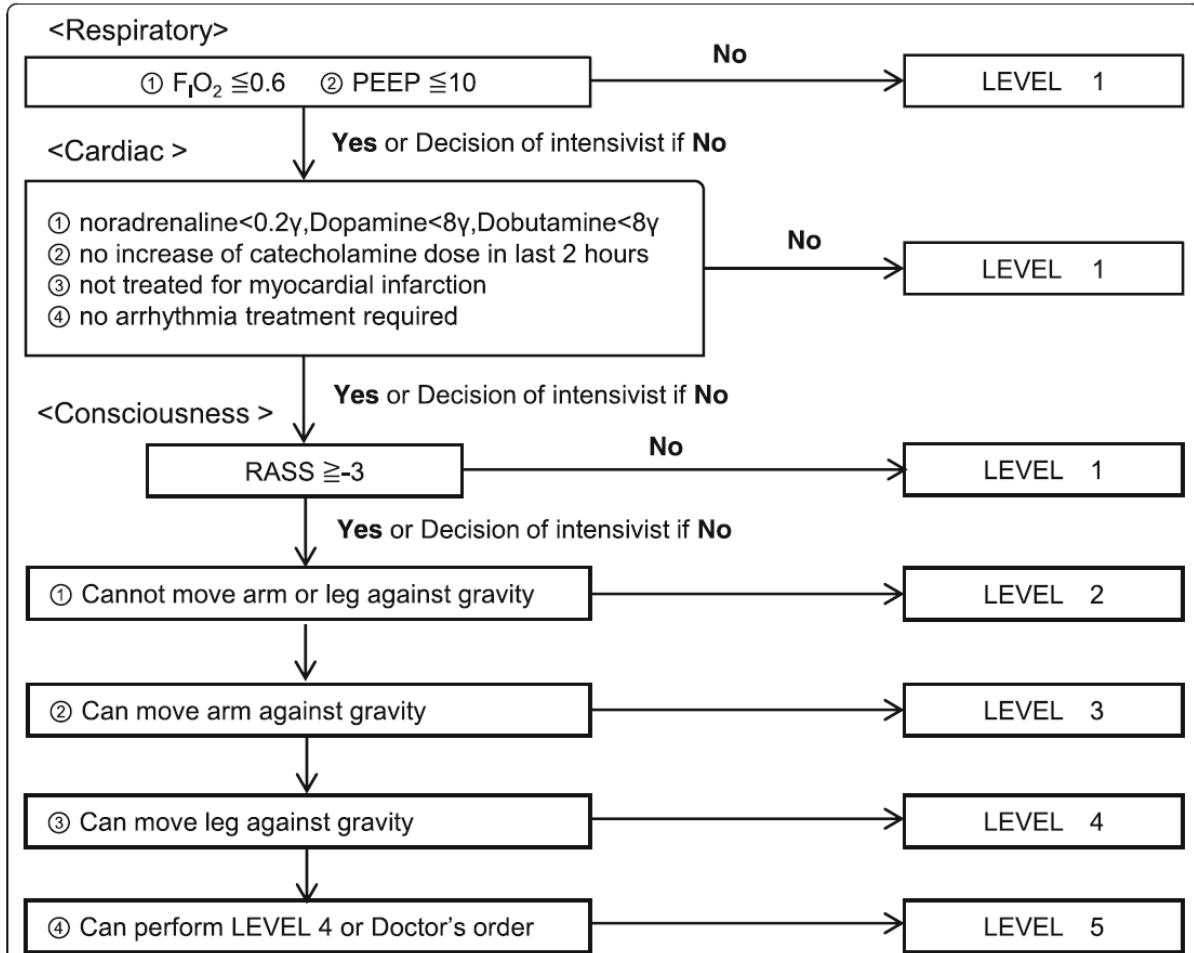 <Respiratory>
① FIO2 ≦0.6 ② PEEP ≦10
No
LEVEL 1
Yes or Decision of intensivist if No
<Cardiac >
① noradrenaline<0.2γ,Dopamine<8γ,Dobutamine<8γ
② no increase of catecholamine dose in last 2 hours
③ not treated for myocardial infarction
④ no arrhythmia treatment required
No
LEVEL 1
Yes or Decision of intensivist if No
<Consciousness >
RASS ≧-3
No
LEVEL 1
Yes or Decision of intensivist if No
① Cannot move arm or leg against gravity
LEVEL 2
② Can move arm against gravity
LEVEL 3
③ Can move leg against gravity
LEVEL 4
④ Can perform LEVEL 4 or Doctor's order
LEVEL 5